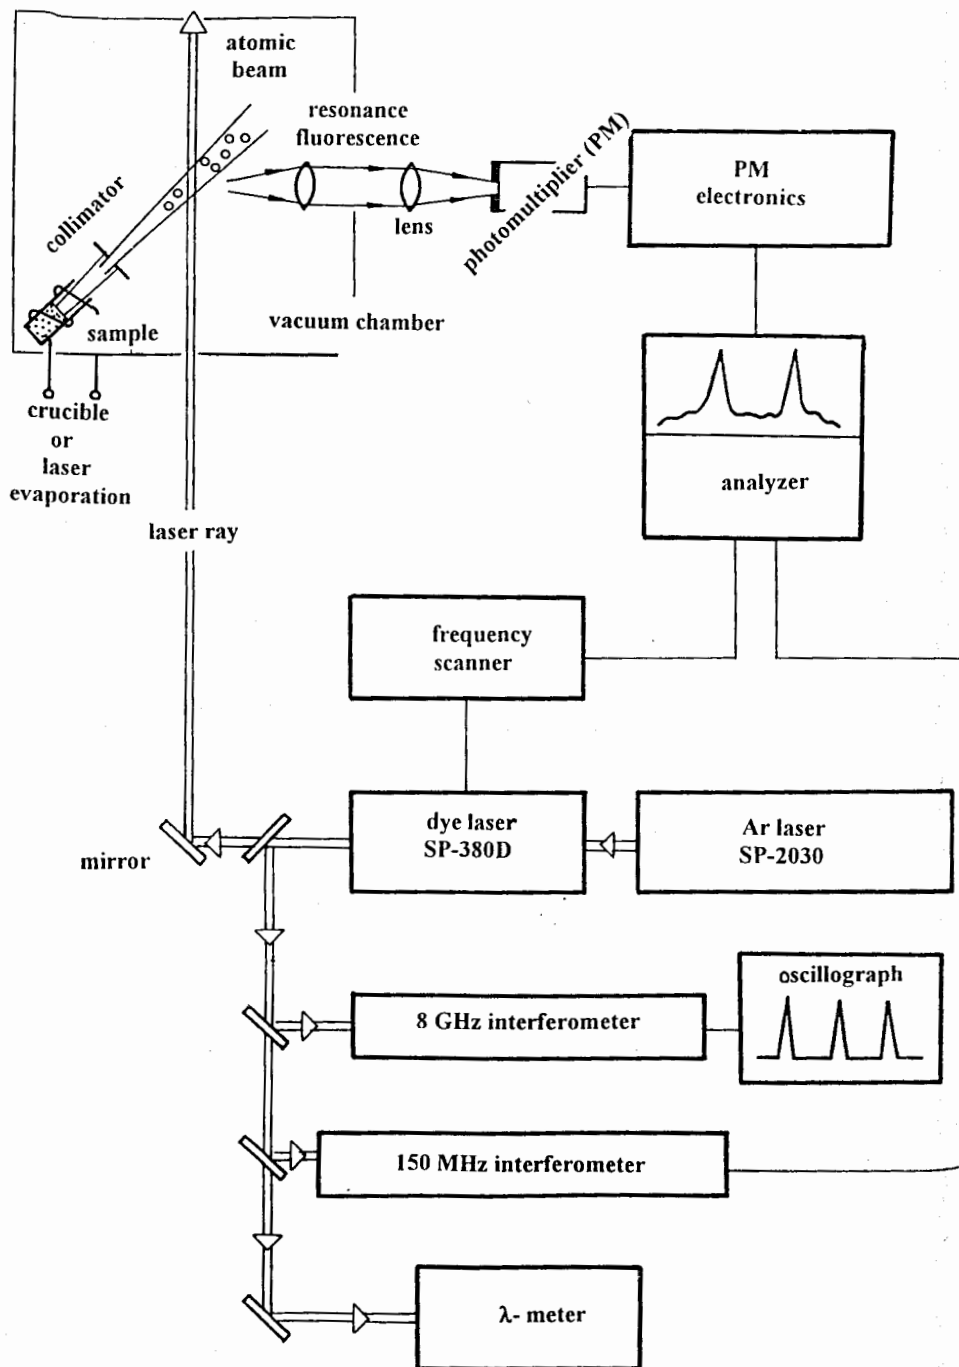 atomic
beam
resonance
fluorescence
collimator
lens
photomultiplier (PM)
PM
electronics
sample
vacuum chamber
crucible
or
laser
evaporation
analyzer
laser ray
frequency
scanner
dye laser
SP-380D
Ar laser
SP-2030
mirror
oscillograph
8 GHz interferometer
150 MHz interferometer
λ- meter